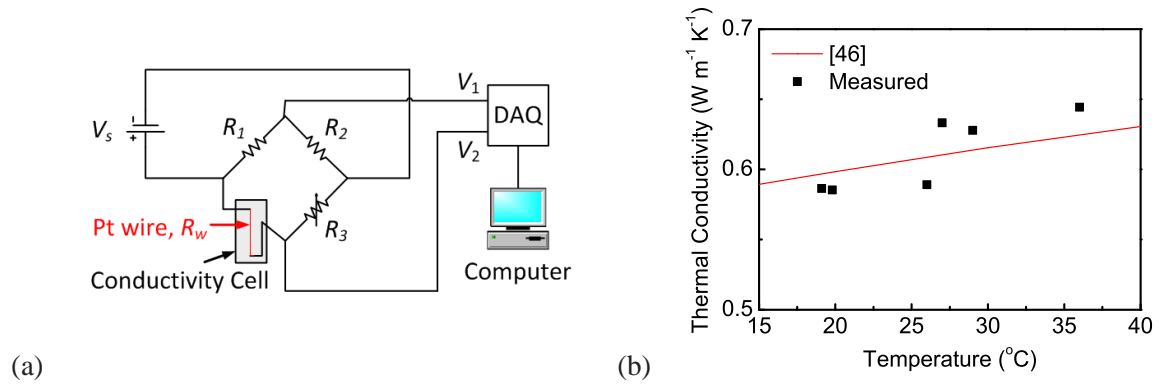 V1
DAQ
V2
Vs
-
+
R1
R2
R3
Pt wire, Rw
Conductivity Cell
Computer
(a)
Thermal Conductivity (W m⁻¹ K⁻¹)
0.7
0.6
0.5
[46]
Measured
15 20 25 30 35 40
Temperature (°C)
(b)